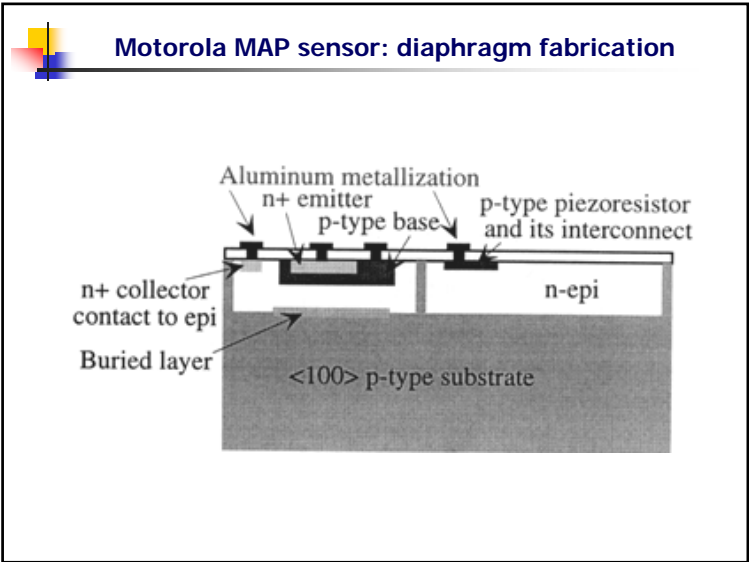 Motorola MAP sensor: diaphragm fabrication
Aluminum metallization
n+ emitter
p-type base
p-type piezoresistor
and its interconnect
n+ collector
contact to epi
n-epi
Buried layer
<100> p-type substrate